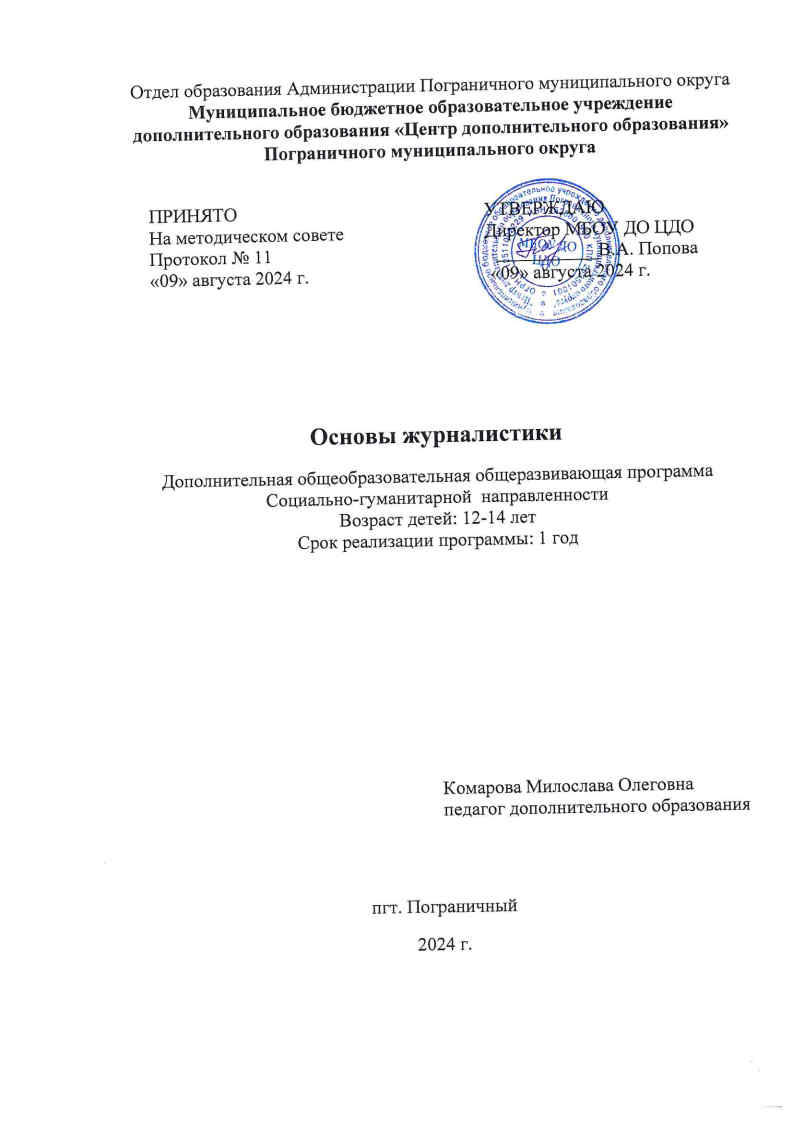 Отдел образования Администрации Пограничного муниципального округа
Муниципальное бюджетное образовательное учреждение
дополнительного образования «Центр дополнительного образования»
Пограничного муниципального округа
ПРИНЯТО
На методическом совете
Протокол № 11
«09» августа 2024 г.
УТВЕРЖДАЮ
Директор МБОУ ДО ЦДО
В.А. Попова
«09» августа 2024 г.
МБОУ ДО
ЦДО
Основы журналистики
Дополнительная общеобразовательная общеразвивающая программа
Социально-гуманитарной направленности
Возраст детей: 12-14 лет
Срок реализации программы: 1 год
Комарова Милослава Олеговна
педагог дополнительного образования
пгт. Пограничный
2024 г.